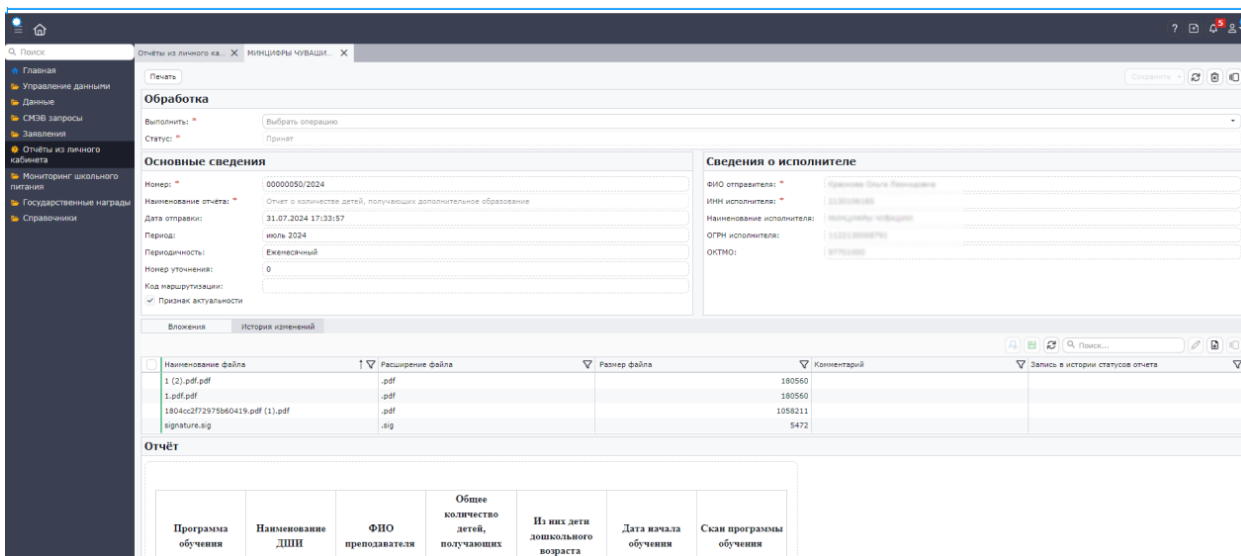 ? 5
Поиск
Отчёты из личного ка... X МИНЦИФРЫ ЧУВАШИ... X
Главная
Управление данными
Данные
СМЭВ запросы
Заявления
Отчёты из личного кабинета
Мониторинг школьного питания
Государственные награды
Справочники
Печать
Сохранить
Обработка
Выполнить: * Выбрать операцию
Статус: * Принят
Основные сведения
Номер: * 00000050/2024
Наименование отчёта: * Отчет о количестве детей, получающих дополнительное образование
Дата отправки: 31.07.2024 17:33:57
Период: июль 2024
Периодичность: Ежемесячный
Номер уточнения: 0
Код маршрутизации:
Признак актуальности
Сведения о исполнителе
ФИО отправителя: *
ИНН исполнителя: *
Наименование исполнителя:
ОГРН исполнителя:
ОКТМО:
Вложения История изменений
Поиск...
Наименование файла Расширение файла Размер файла Комментарий Запись в истории статусов отчета
1 (2).pdf.pdf .pdf 180560
1.pdf.pdf .pdf 180560
1804cc2f72975b60419.pdf (1).pdf .pdf 1058211
signature.sig .sig 5472
Отчёт
Программа обучения
Наименование ДШИ
ФИО преподавателя
Общее количество детей, получающих
Из них дети дошкольного возраста
Дата начала обучения
Скан программы обучения